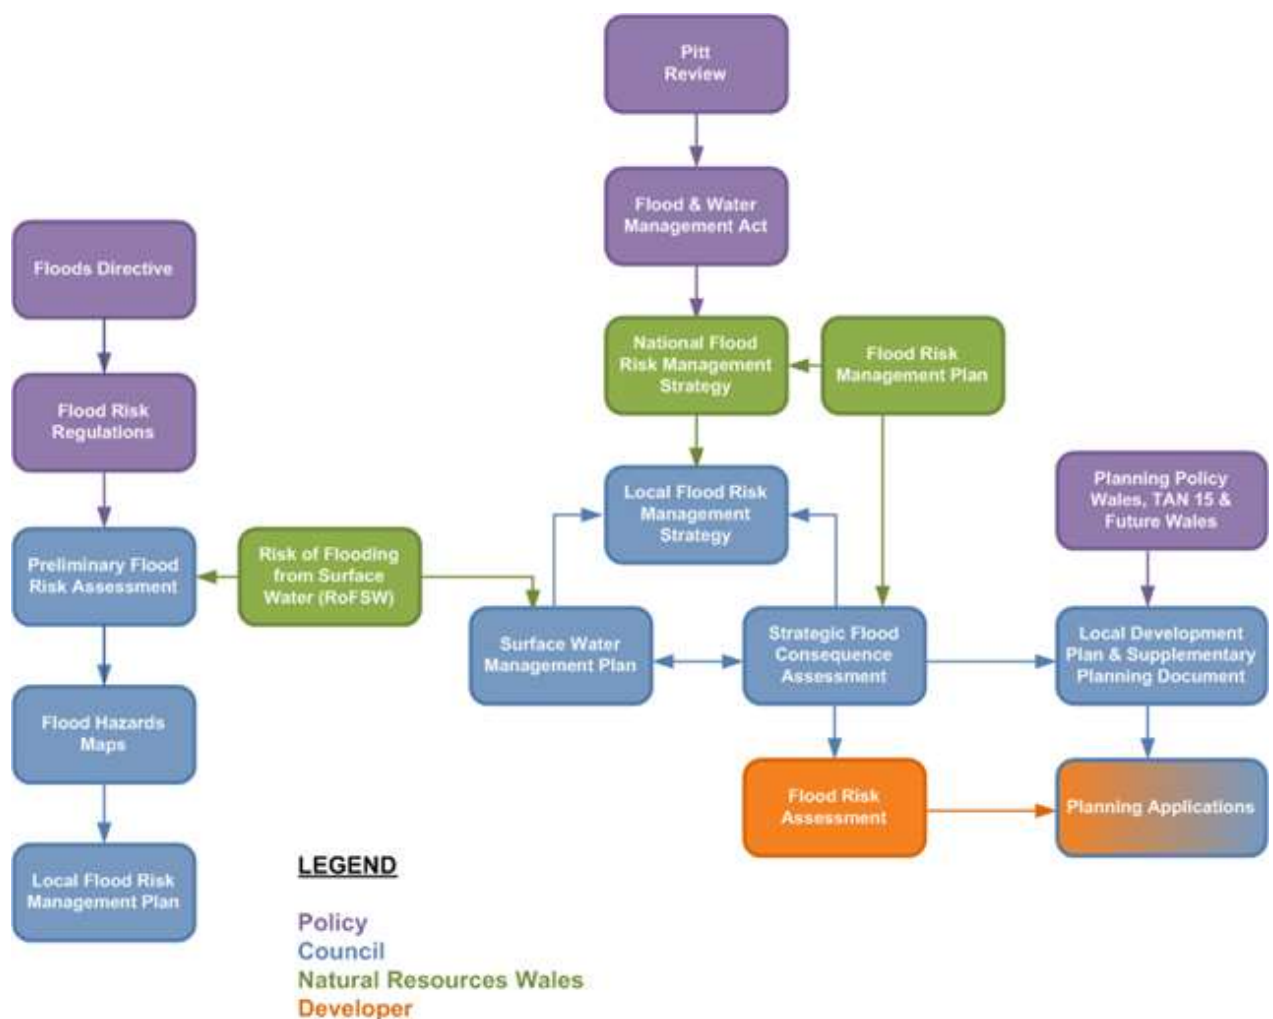 Pitt
Review
Flood & Water
Management Act
Floods Directive
National Flood
Risk Management
Strategy
Flood Risk
Management Plan
Flood Risk
Regulations
Local Flood Risk
Management
Strategy
Planning Policy
Wales, TAN 15 &
Future Wales
Preliminary Flood
Risk Assessment
Risk of Flooding
from Surface
Water (RoFSW)
Surface Water
Management Plan
Strategic Flood
Consequence
Assessment
Local Development
Plan & Supplementary
Planning Document
Flood Hazards
Maps
Flood Risk
Assessment
Planning Applications
Local Flood Risk
Management Plan
LEGEND
Policy
Council
Natural Resources Wales
Developer